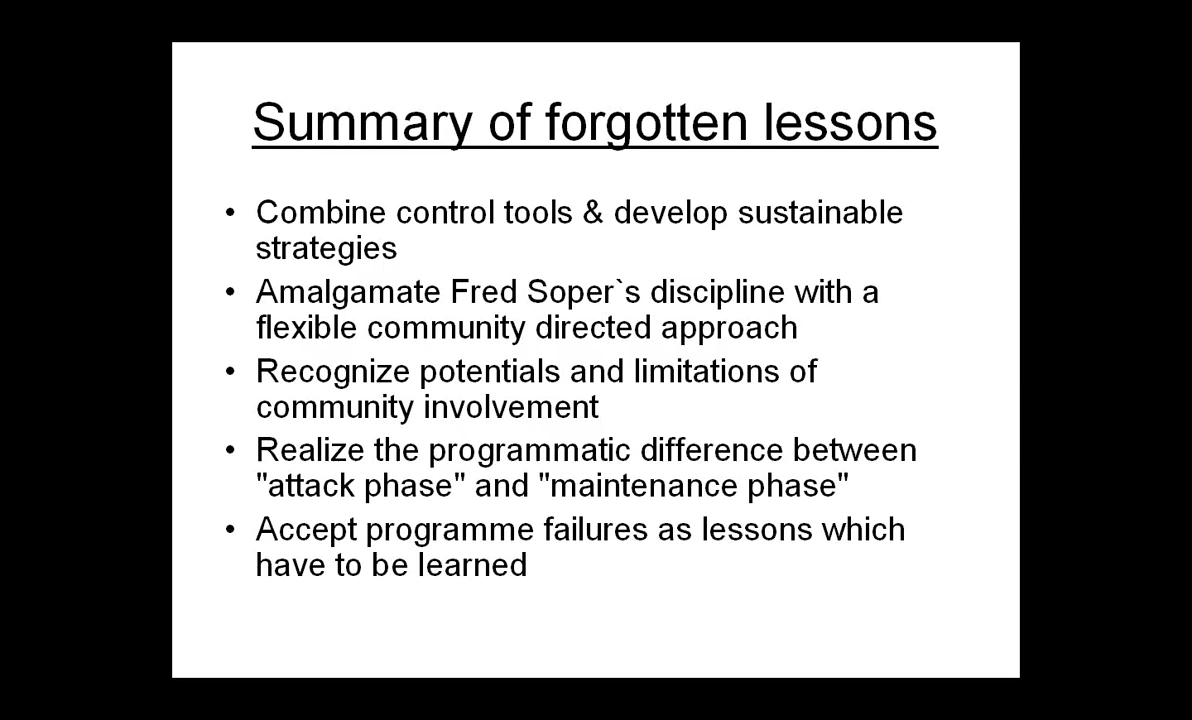 Summary of forgotten lessons
• Combine control tools & develop sustainable
strategies
• Amalgamate Fred Soper`s discipline with a
flexible community directed approach
• Recognize potentials and limitations of
community involvement
• Realize the programmatic difference between
"attack phase" and "maintenance phase"
• Accept programme failures as lessons which
have to be learned